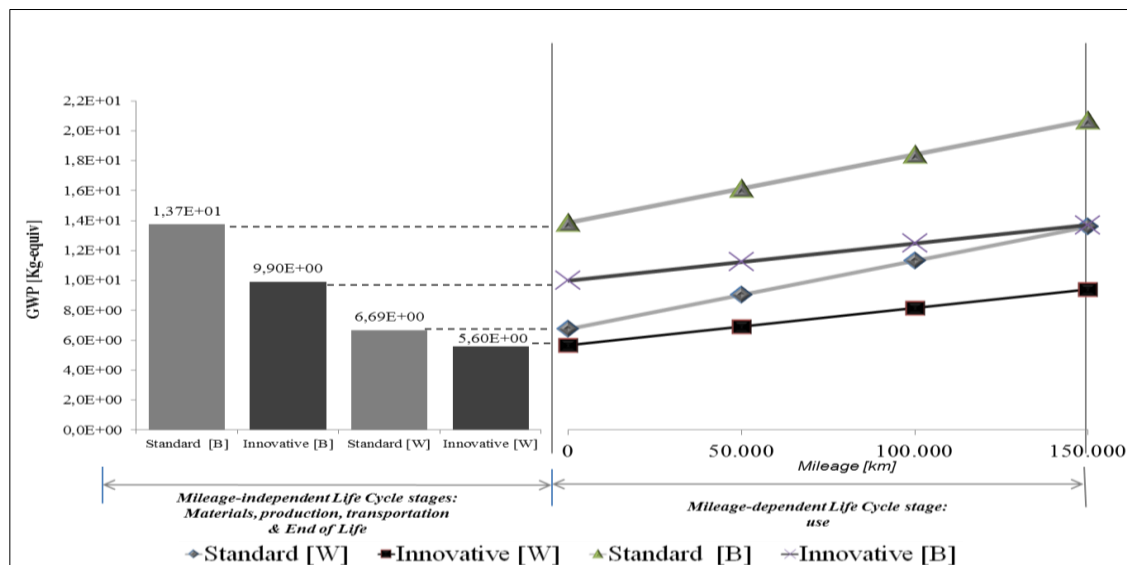 GWP [Kg-equiv]
2,2E+01
2,0E+01
1,8E+01
1,6E+01
1,4E+01
1,2E+01
1,0E+01
8,0E+00
6,0E+00
4,0E+00
2,0E+00
0,0E+00
1,37E+01
9,90E+00
6,69E+00
5,60E+00
Standard [B] Innovative [B] Standard [W] Innovative [W]
0 50.000 100.000 150.000
Mileage [km]
Mileage-independent Life Cycle stages:
Materials, production, transportation
& End of Life
Mileage-dependent Life Cycle stage:
use
Standard [W] Innovative [W] Standard [B] Innovative [B]